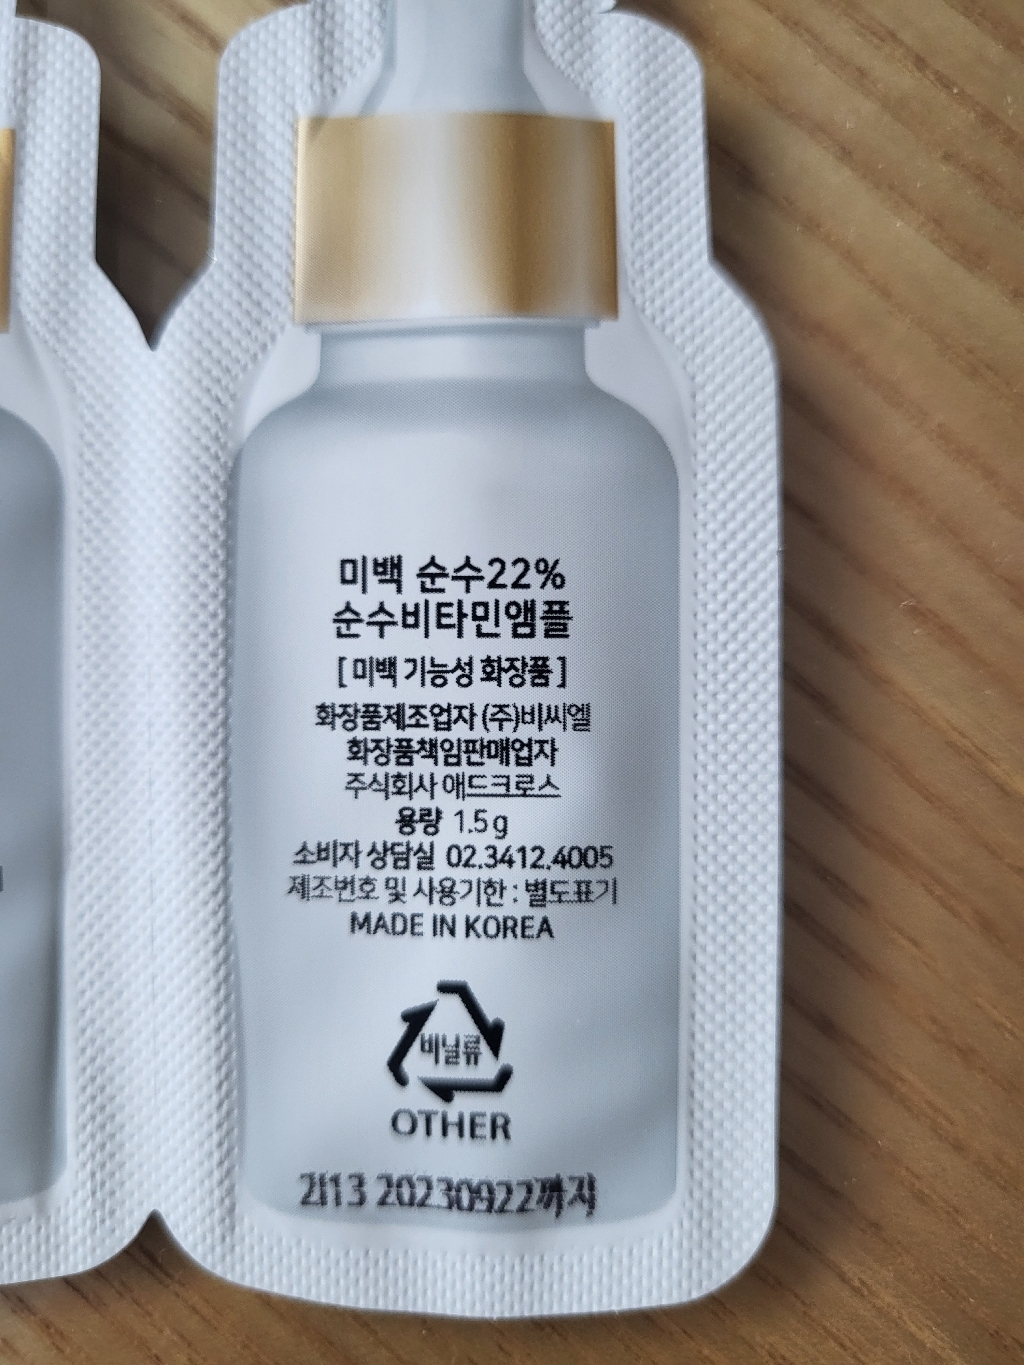 미백 순수22%
순수비타민앰플
[ 미백 기능성 화장품 ]
화장품제조업자 (주)비씨엘
화장품책임판매업자
주식회사 애드크로스
용량 1.5g
소비자 상담실 02.3412.4005
제조번호 및 사용기한 : 별도표기
MADE IN KOREA
비닐류
OTHER
2I13 20230922까지